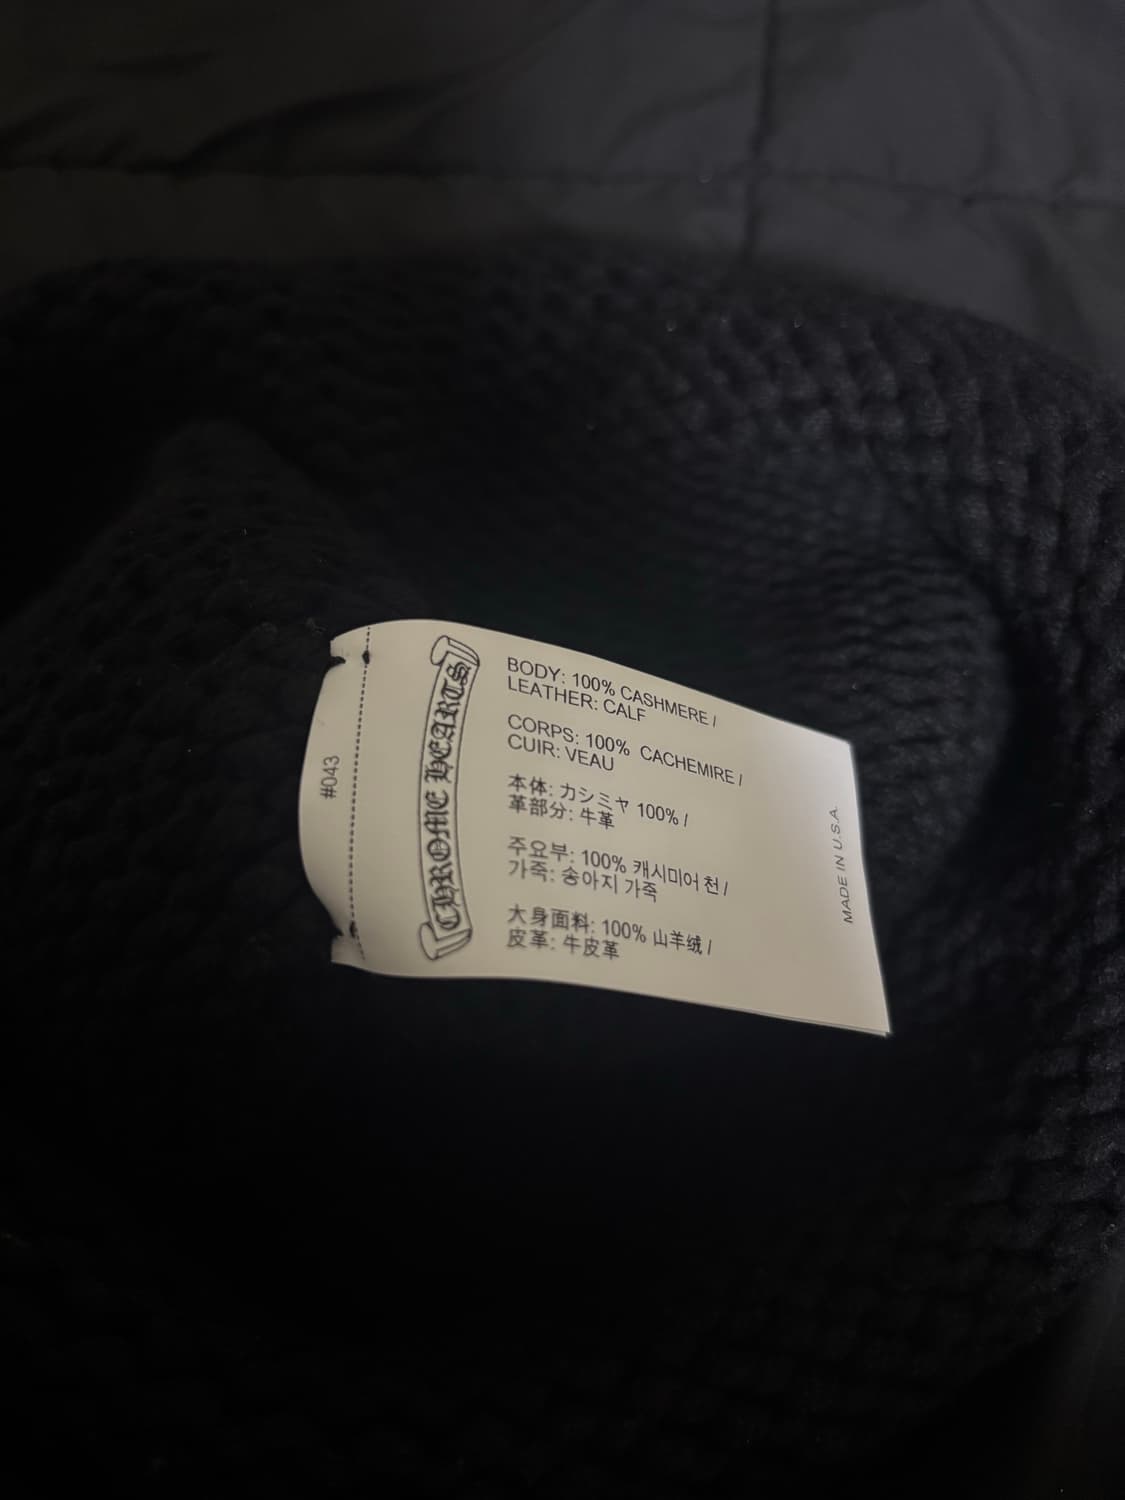 #043
CHROME HEARTS
BODY: 100% CASHMERE /
LEATHER: CALF
CORPS: 100% CACHEMIRE /
CUIR: VEAU
本体: カシミヤ 100% /
革部分: 牛革
주요부: 100% 캐시미어 천 /
가죽: 송아지 가죽
大身面料: 100% 山羊绒 /
皮革: 牛皮革
MADE IN U.S.A.